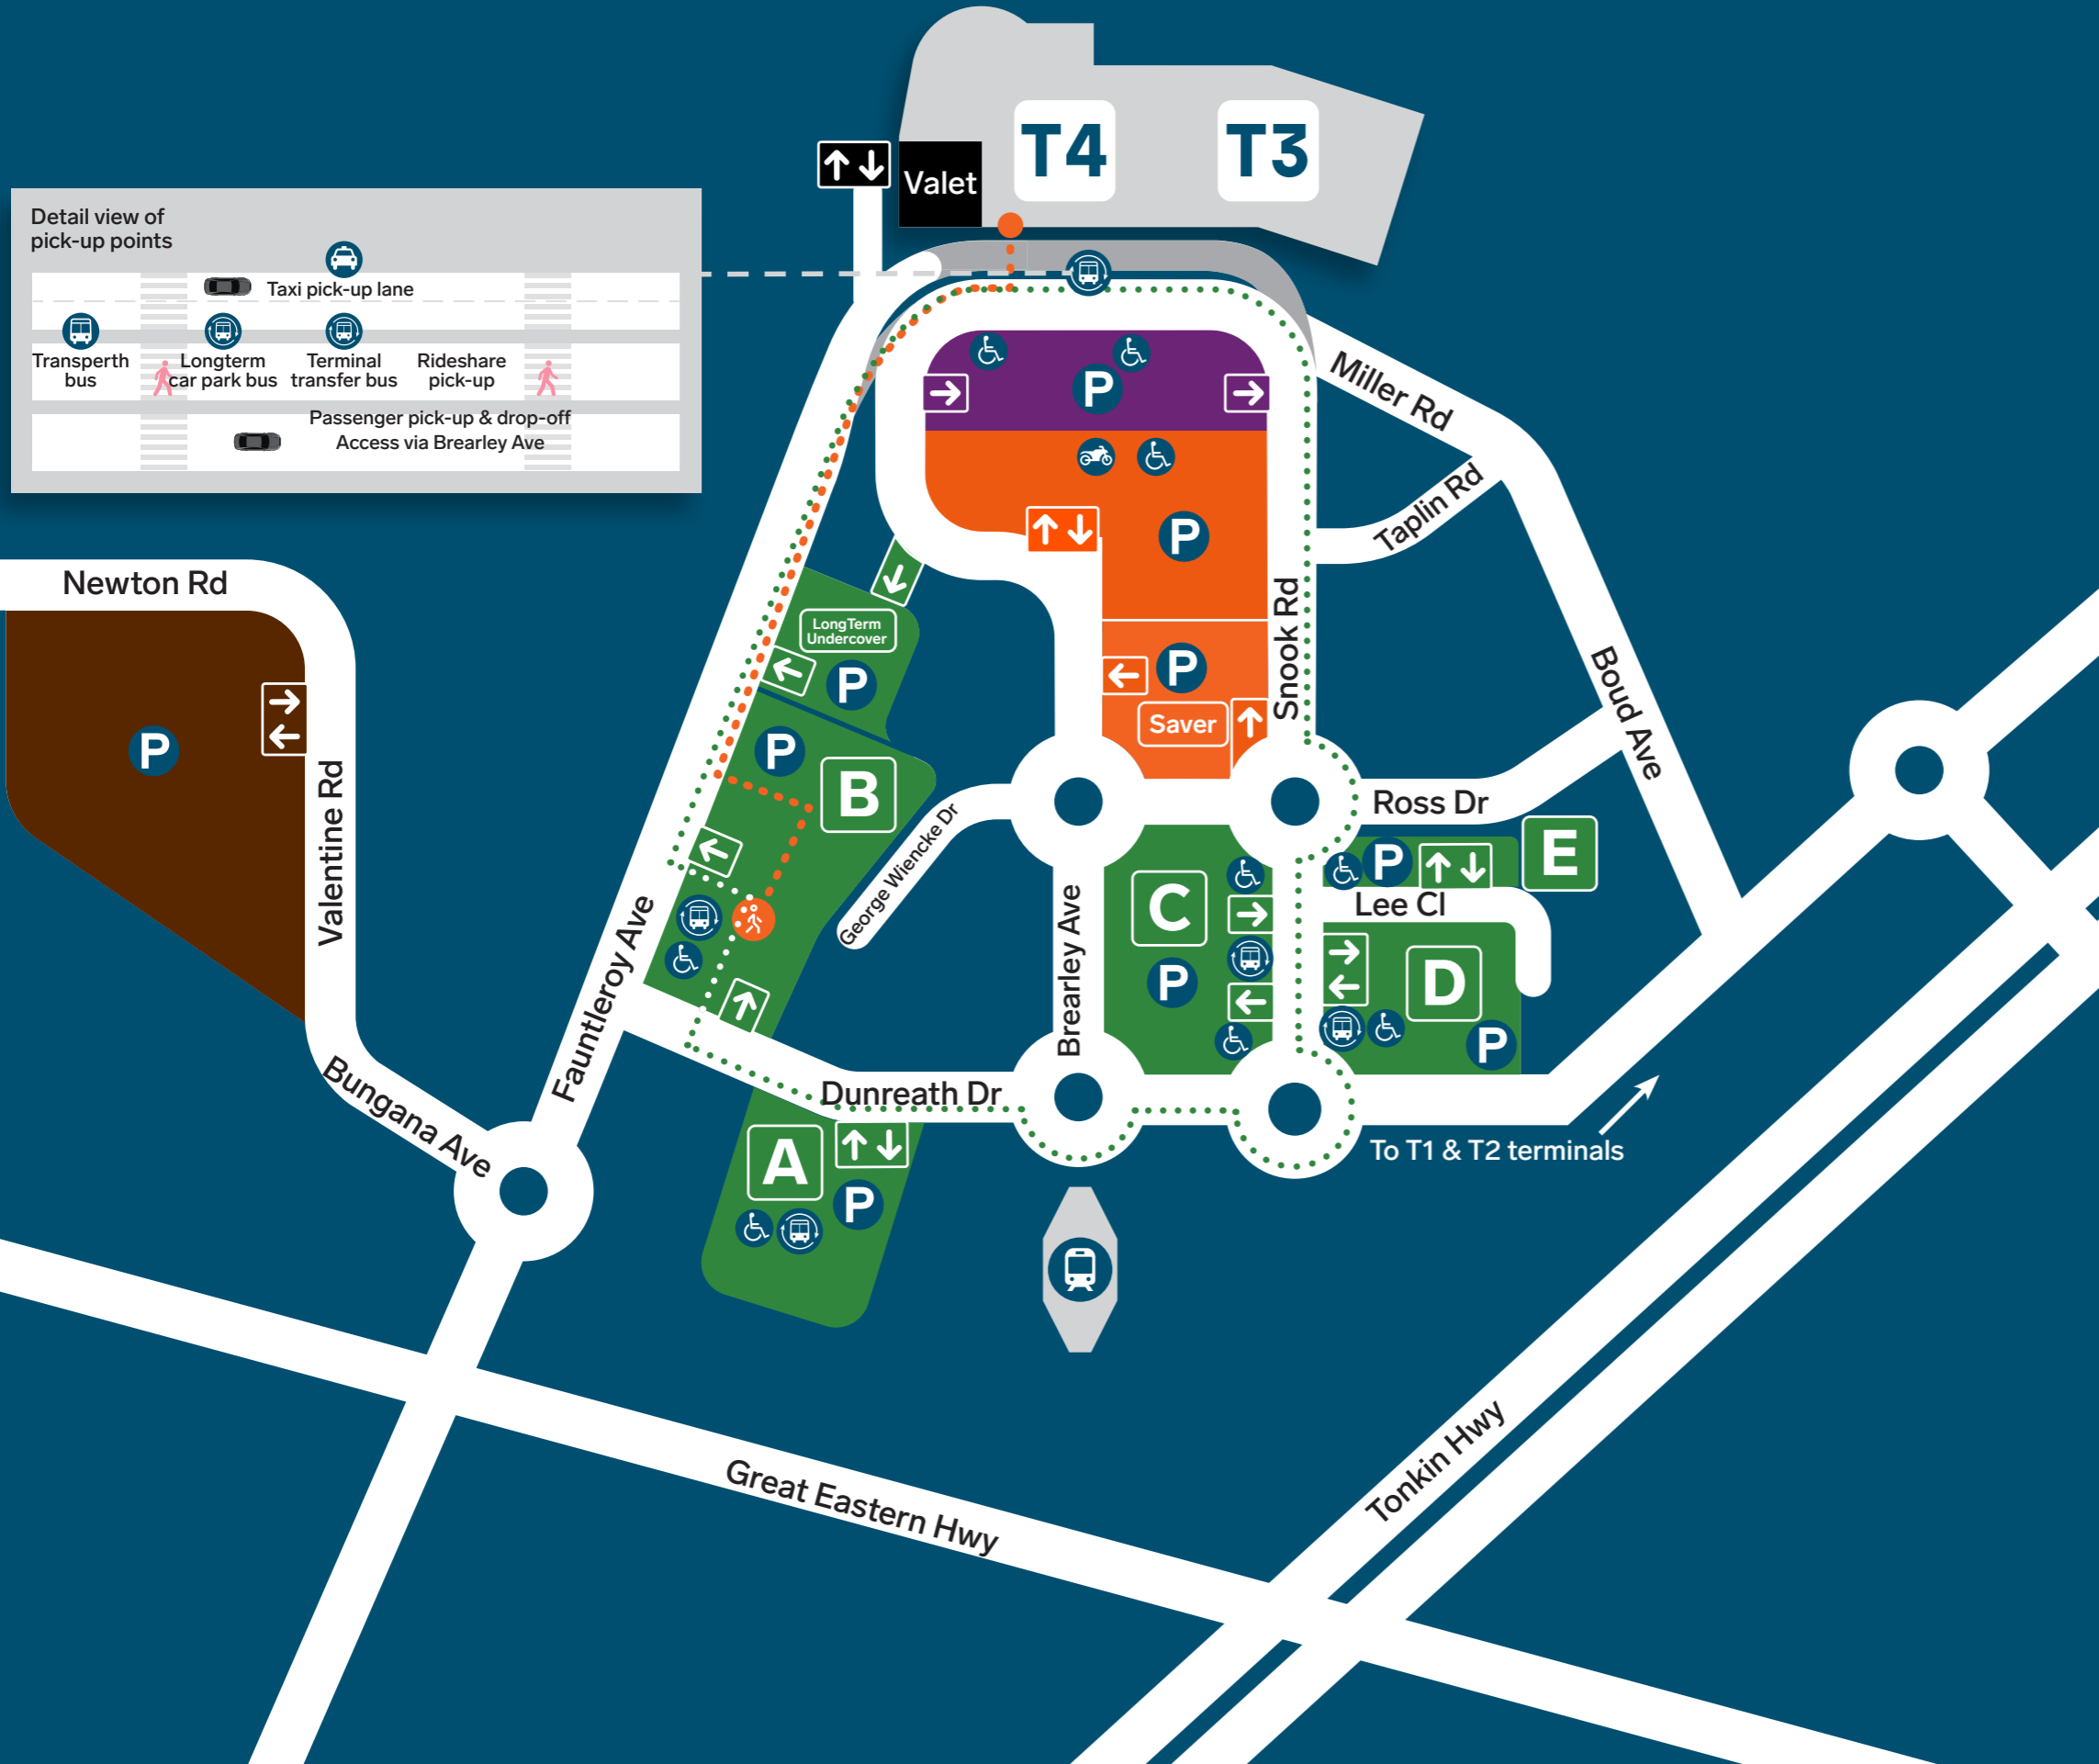 T4
T3
Valet
Detail view of
pick-up points
Taxi pick-up lane
Transperth
bus
Longterm
car park bus
Terminal
transfer bus
Rideshare
pick-up
Passenger pick-up & drop-off
Access via Brearley Ave
Miller Rd
P
Taplin Rd
P
Newton Rd
LongTerm
Undercover
P
P
Snook Rd
Saver
Boud Ave
P
P
B
Valentine Rd
George Wiencke Dr
Ross Dr
P
E
C
Lee Cl
Brearley Ave
P
D
P
Fauntleroy Ave
Bungana Ave
Dunreath Dr
A
P
To T1 & T2 terminals
Great Eastern Hwy
Tonkin Hwy